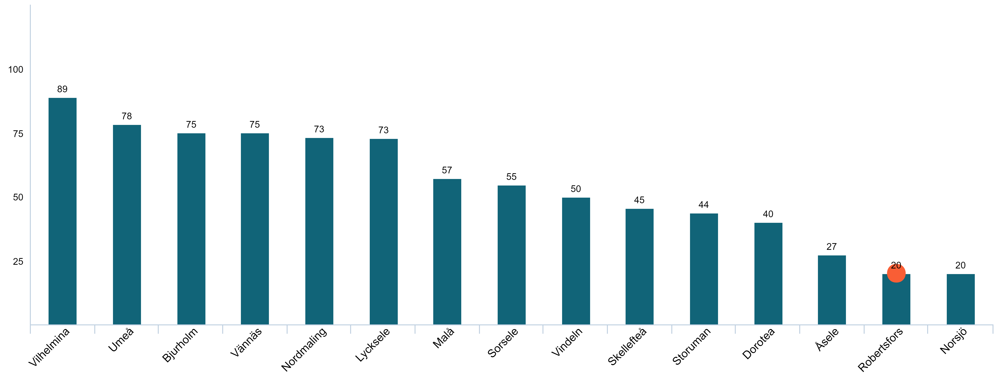 100
75
50
25
89
78
75
75
73
73
57
55
50
45
44
40
27
20
20
Vilhelmina
Umeå
Bjurholm
Vännäs
Nordmaling
Lycksele
Malå
Sorsele
Vindeln
Skellefteå
Storuman
Dorotea
Åsele
Robertsfors
Norsjö